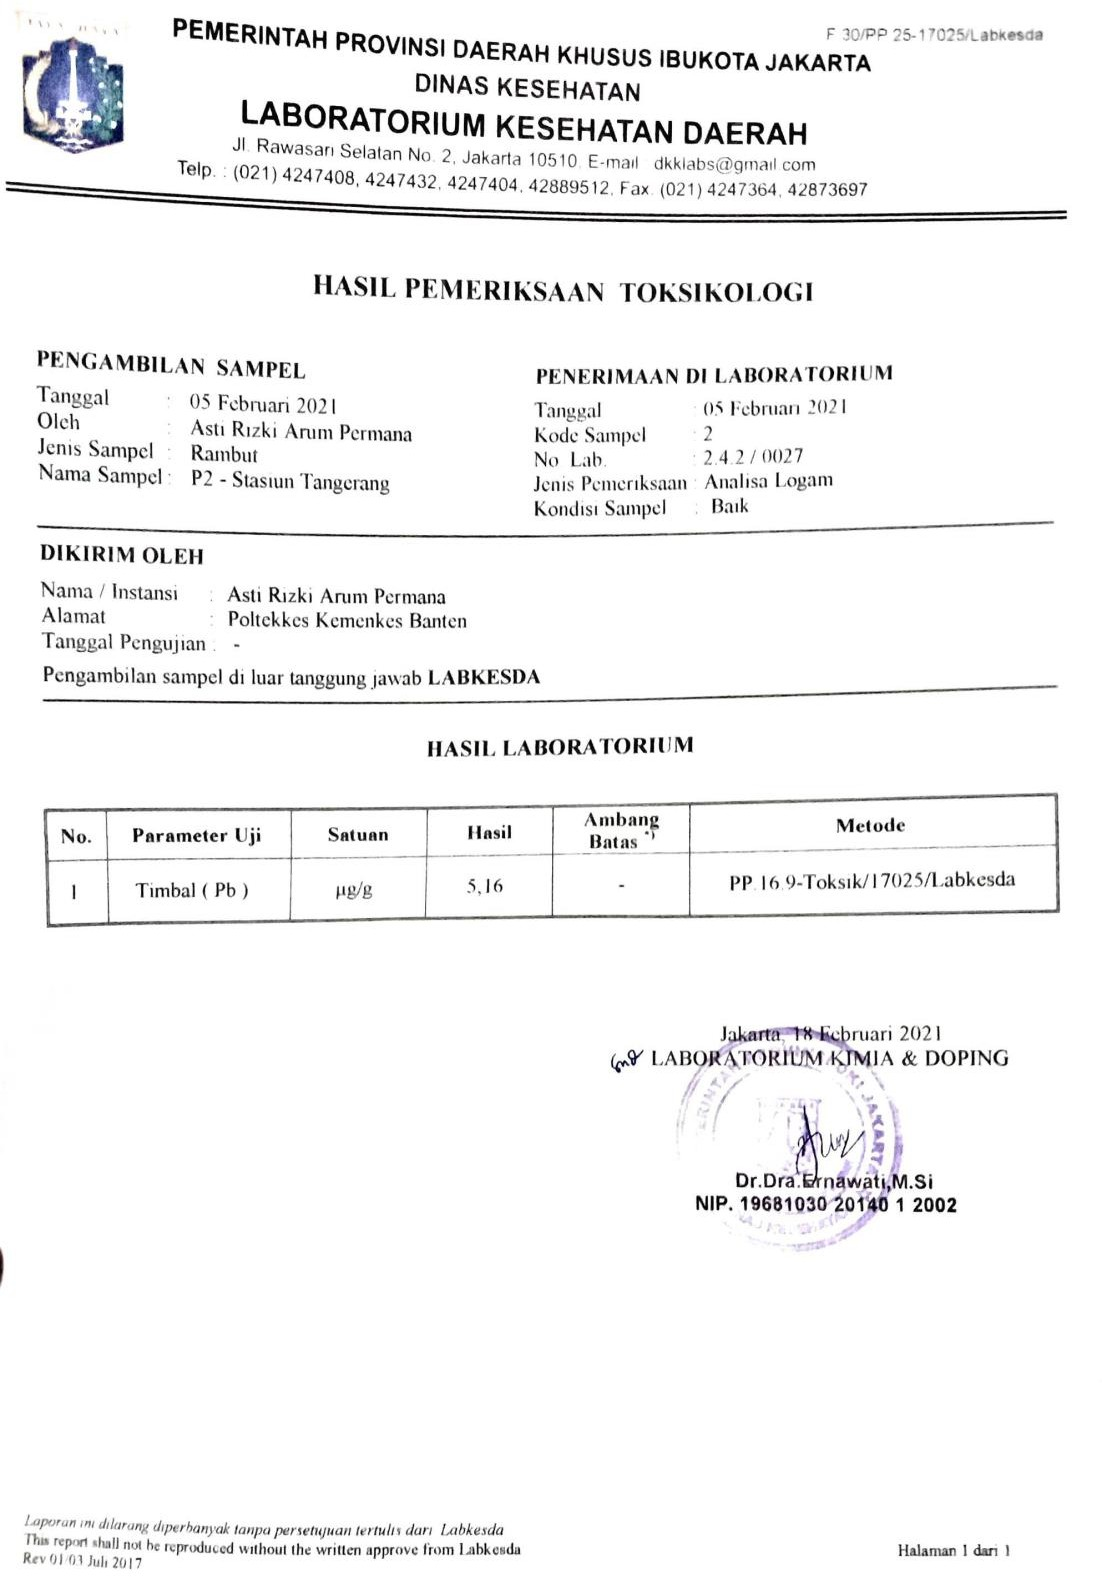 F 30/PP 25-17025/Labkesda
PEMERINTAH PROVINSI DAERAH KHUSUS IBUKOTA JAKARTA
DINAS KESEHATAN
LABORATORIUM KESEHATAN DAERAH
Jl. Rawasari Selatan No. 2, Jakarta 10510. E-mail dkklabs@gmail.com
Telp. : (021) 4247408, 4247432, 4247404, 42889512, Fax. (021) 4247364, 42873697
HASIL PEMERIKSAAN TOKSIKOLOGI
PENGAMBILAN SAMPEL
Tanggal : 05 Februari 2021
Oleh : Asti Rizki Arum Permana
Jenis Sampel : Rambut
Nama Sampel : P2 - Stasiun Tangerang
PENERIMAAN DI LABORATORIUM
Tanggal : 05 Februari 2021
Kode Sampel : 2
No Lab. : 2.4.2 / 0027
Jenis Pemeriksaan : Analisa Logam
Kondisi Sampel : Baik
DIKIRIM OLEH
Nama / Instansi : Asti Rizki Arum Permana
Alamat : Poltekkes Kemenkes Banten
Tanggal Pengujian : -
Pengambilan sampel di luar tanggung jawab LABKESDA
HASIL LABORATORIUM
No. Parameter Uji Satuan Hasil Ambang Batas *) Metode
1 Timbal ( Pb ) µg/g 5,16 - PP.16.9-Toksik/17025/Labkesda
Jakarta, 18 Februari 2021
LABORATORIUM KIMIA & DOPING
Dr.Dra.Ernawati,M.Si
NIP. 19681030 20140 1 2002
Laporan ini dilarang diperbanyak tanpa persetujuan tertulis dari Labkesda
This report shall not be reproduced without the written approve from Labkesda
Rev 01/03 Juli 2017
Halaman 1 dari 1